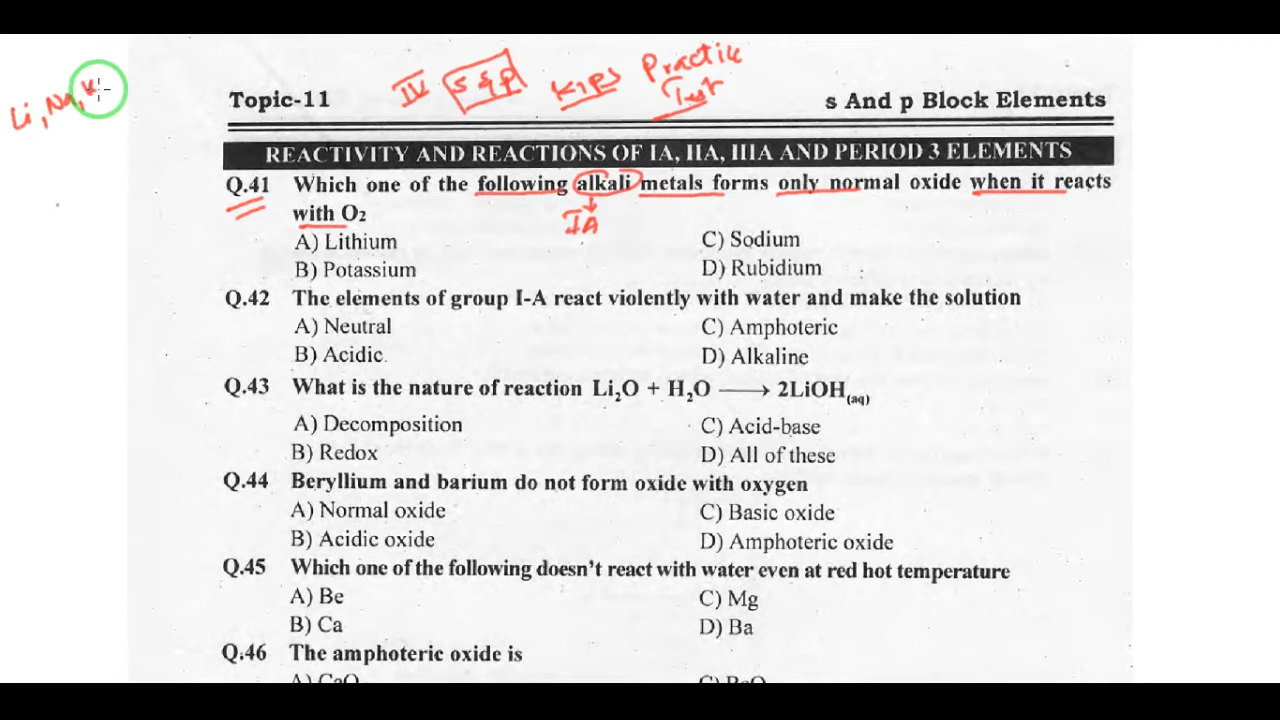 Li, Na, K
IV S & P KIPS Practice
Test
Topic-11 s And p Block Elements
REACTIVITY AND REACTIONS OF IA, IIA, IIIA AND PERIOD 3 ELEMENTS
Q.41 Which one of the following alkali metals forms only normal oxide when it reacts
with O₂
IA
A) Lithium C) Sodium
B) Potassium D) Rubidium
Q.42 The elements of group I-A react violently with water and make the solution
A) Neutral C) Amphoteric
B) Acidic D) Alkaline
Q.43 What is the nature of reaction Li₂O + H₂O ⟶ 2LiOH(aq)
A) Decomposition C) Acid-base
B) Redox D) All of these
Q.44 Beryllium and barium do not form oxide with oxygen
A) Normal oxide C) Basic oxide
B) Acidic oxide D) Amphoteric oxide
Q.45 Which one of the following doesn't react with water even at red hot temperature
A) Be C) Mg
B) Ca D) Ba
Q.46 The amphoteric oxide is
A) CaO C) BeO